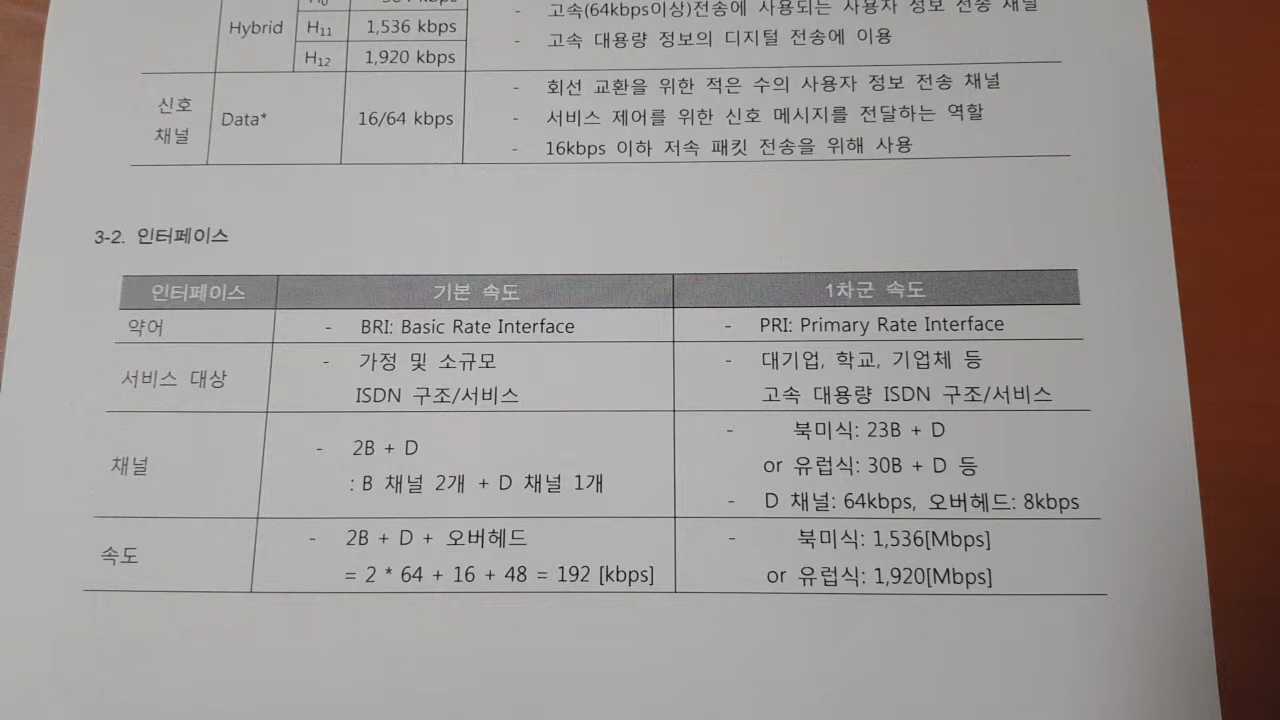 H₀ 384 kbps
- 고속(64kbps이상)전송에 사용되는 사용자 정보 전송 채널
Hybrid H₁₁ 1,536 kbps
- 고속 대용량 정보의 디지털 전송에 이용
H₁₂ 1,920 kbps
신호 채널 Data* 16/64 kbps
- 회선 교환을 위한 적은 수의 사용자 정보 전송 채널
- 서비스 제어를 위한 신호 메시지를 전달하는 역할
- 16kbps 이하 저속 패킷 전송을 위해 사용
3-2. 인터페이스
인터페이스 기본 속도 1차군 속도
약어 - BRI: Basic Rate Interface - PRI: Primary Rate Interface
서비스 대상
- 가정 및 소규모
ISDN 구조/서비스
- 대기업, 학교, 기업체 등
고속 대용량 ISDN 구조/서비스
채널
- 2B + D
: B 채널 2개 + D 채널 1개
- 북미식: 23B + D
or 유럽식: 30B + D 등
- D 채널: 64kbps, 오버헤드: 8kbps
속도
- 2B + D + 오버헤드
= 2 * 64 + 16 + 48 = 192 [kbps]
- 북미식: 1,536[Mbps]
or 유럽식: 1,920[Mbps]